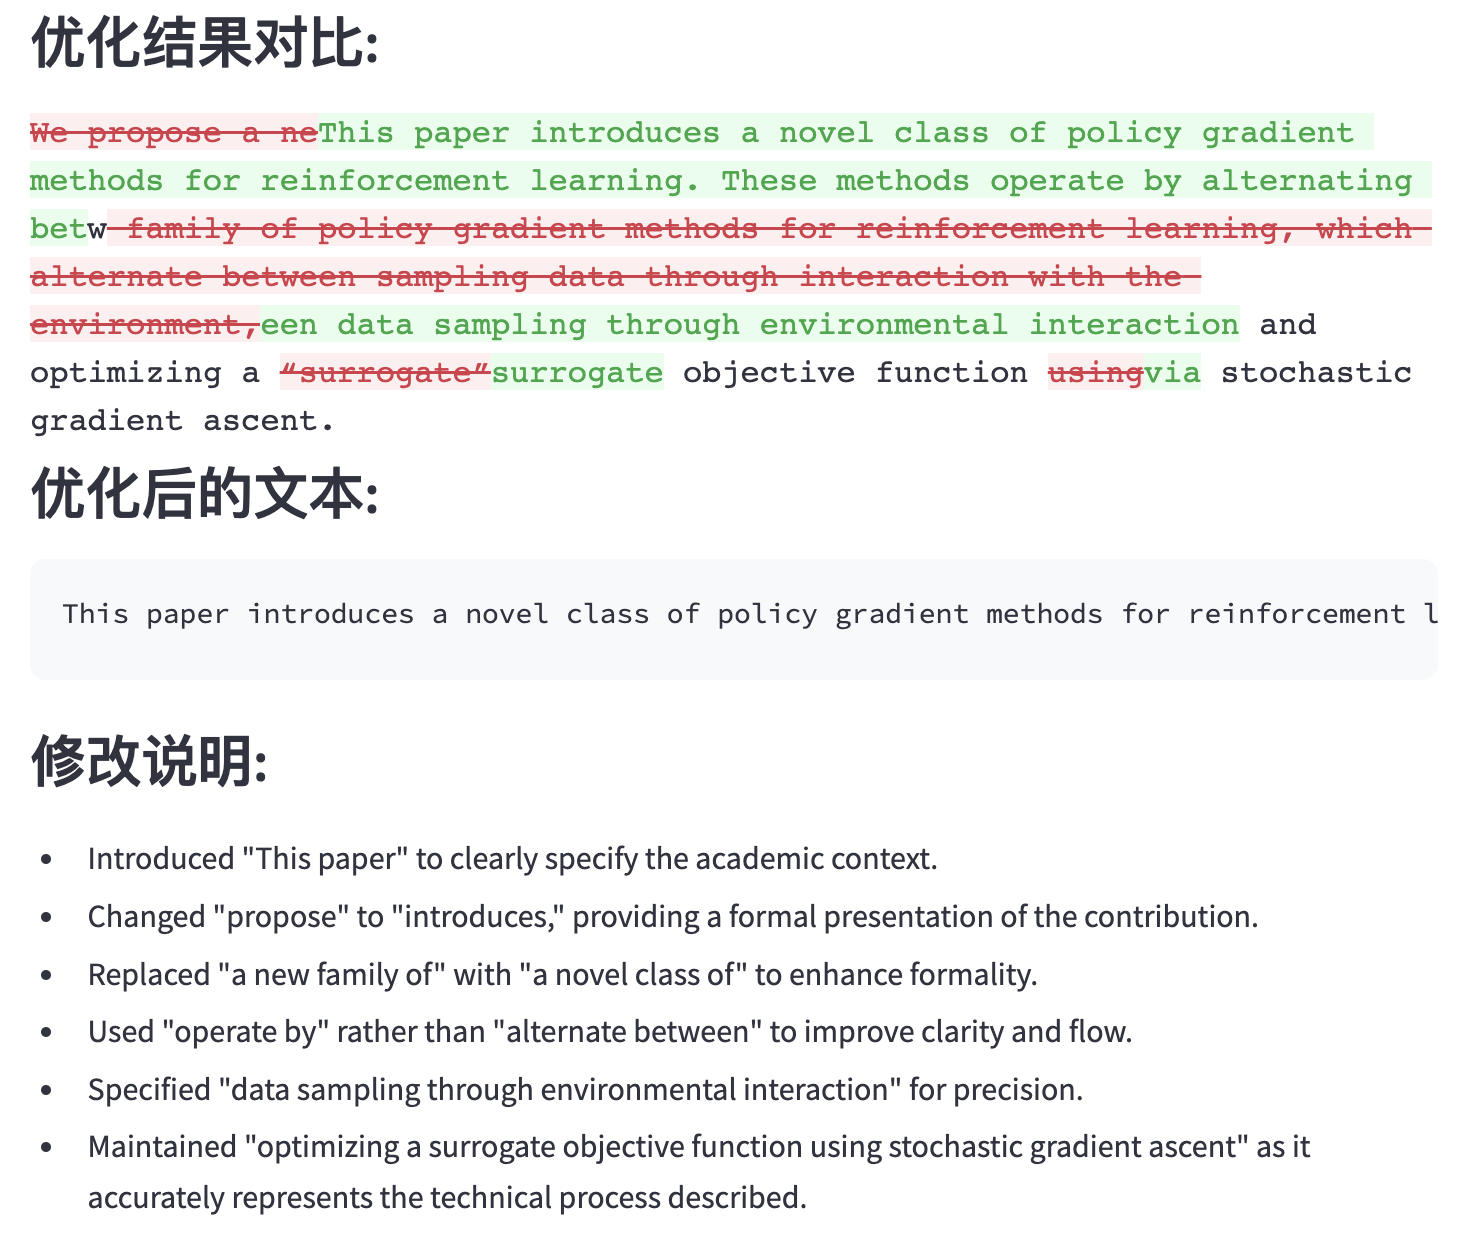 优化结果对比:
We propose a neThis paper introduces a novel class of policy gradient
methods for reinforcement learning. These methods operate by alternating
betw family of policy gradient methods for reinforcement learning, which
alternate between sampling data through interaction with the
environment,een data sampling through environmental interaction and
optimizing a “surrogate”surrogate objective function usingvia stochastic
gradient ascent.
优化后的文本:
This paper introduces a novel class of policy gradient methods for reinforcement l
修改说明:
• Introduced "This paper" to clearly specify the academic context.
• Changed "propose" to "introduces," providing a formal presentation of the contribution.
• Replaced "a new family of" with "a novel class of" to enhance formality.
• Used "operate by" rather than "alternate between" to improve clarity and flow.
• Specified "data sampling through environmental interaction" for precision.
• Maintained "optimizing a surrogate objective function using stochastic gradient ascent" as it
accurately represents the technical process described.